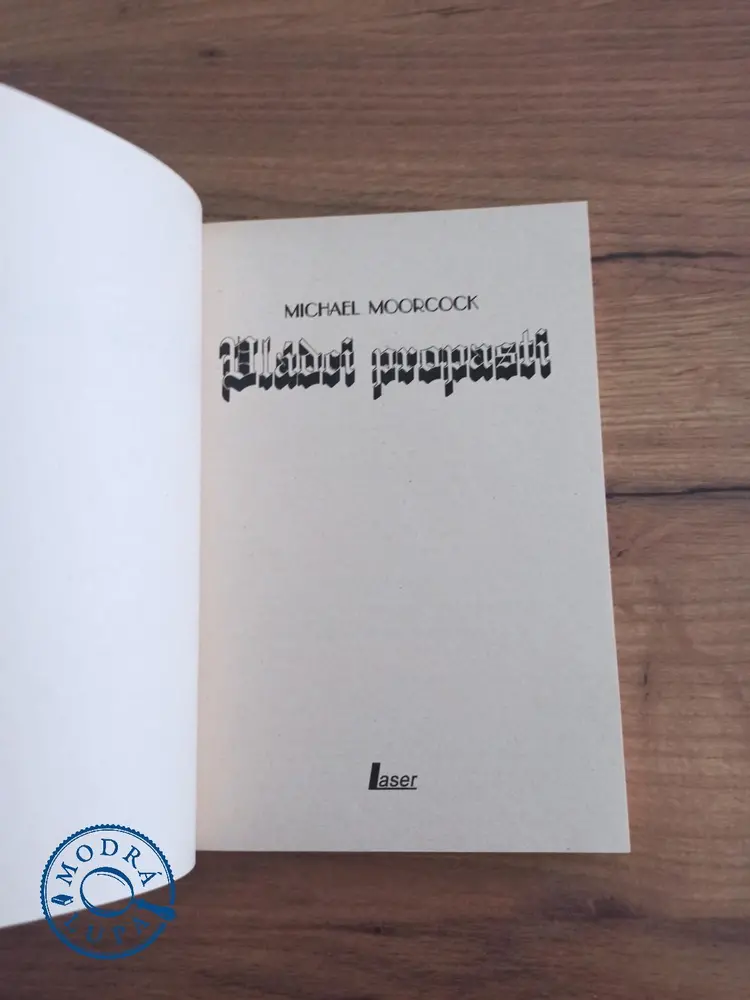 MICHAEL MOORCOCK
Vládci propasti
Laser
MODRÁ
LUPA